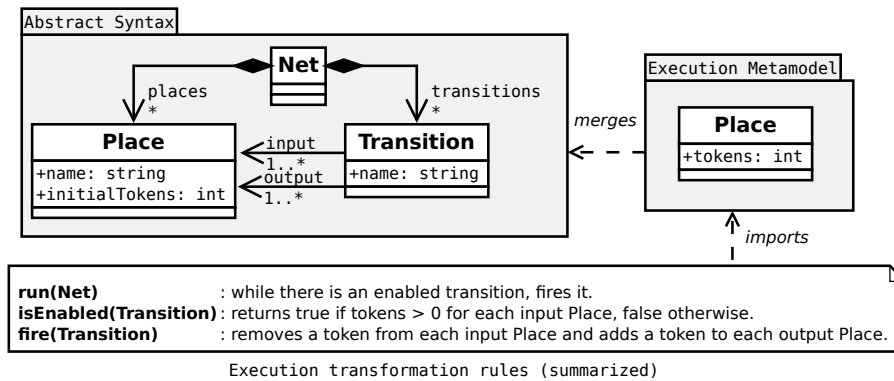 Abstract Syntax
Net
places
*
transitions
*
Place
+name: string
+initialTokens: int
input
1..*
output
1..*
Transition
+name: string
merges
Execution Metamodel
Place
+tokens: int
imports
run(Net) : while there is an enabled transition, fires it.
isEnabled(Transition) : returns true if tokens > 0 for each input Place, false otherwise.
fire(Transition) : removes a token from each input Place and adds a token to each output Place.
Execution transformation rules (summarized)